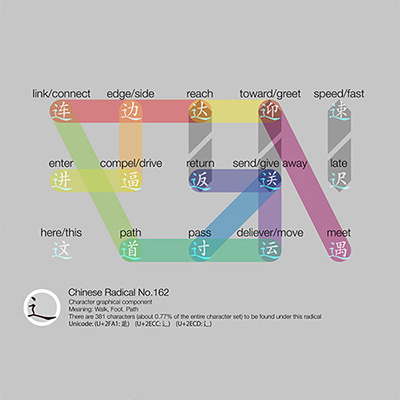 link/connect edge/side reach toward/greet speed/fast
连 边 达 迎 速
enter compel/drive return send/give away late
进 逼 返 送 迟
here/this path pass deliever/move meet
这 道 过 运 遇
辶
Chinese Radical No.162
Character graphical component
Meaning: Walk, Foot, Path
There are 381 characters (about 0.77% of the entire character set) to be found under this radical
Unicode: (U+2FA1: ⾡) (U+2ECC: ⻌) (U+2ECD: ⻍)